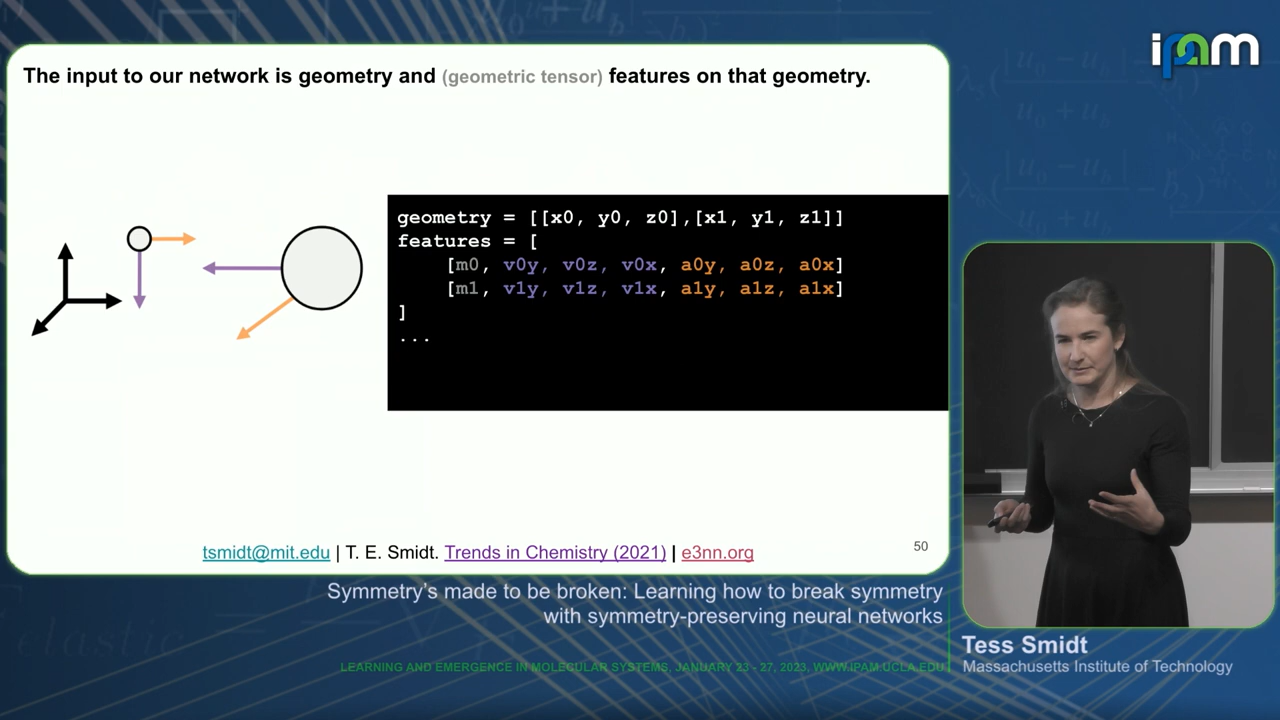 The input to our network is geometry and (geometric tensor) features on that geometry.
ipam
geometry = [[x0, y0, z0],[x1, y1, z1]]
features = [
[m0, v0y, v0z, v0x, a0y, a0z, a0x]
[m1, v1y, v1z, v1x, a1y, a1z, a1x]
]
...
tsmidt@mit.edu | T. E. Smidt. Trends in Chemistry (2021) | e3nn.org
50
Symmetry's made to be broken: Learning how to break symmetry
with symmetry-preserving neural networks
Tess Smidt
Massachusetts Institute of Technology
LEARNING AND EMERGENCE IN MOLECULAR SYSTEMS, JANUARY 23 - 27, 2023, WWW.IPAM.UCLA.EDU
elastic